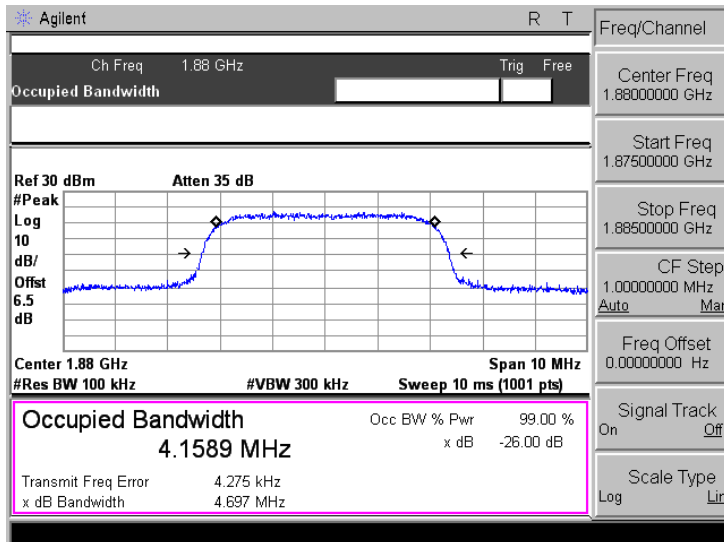 Agilent R T
Ch Freq 1.88 GHz Trig Free
Occupied Bandwidth
Ref 30 dBm Atten 35 dB
#Peak
Log
10
dB/
Offst
6.5
dB
Center 1.88 GHz Span 10 MHz
#Res BW 100 kHz #VBW 300 kHz Sweep 10 ms (1001 pts)
Occupied Bandwidth Occ BW % Pwr 99.00 %
4.1589 MHz x dB -26.00 dB
Transmit Freq Error 4.275 kHz
x dB Bandwidth 4.697 MHz
Freq/Channel
Center Freq
1.88000000 GHz
Start Freq
1.87500000 GHz
Stop Freq
1.88500000 GHz
CF Step
1.00000000 MHz
Auto Man
Freq Offset
0.00000000 Hz
Signal Track
On Off
Scale Type
Log Lin